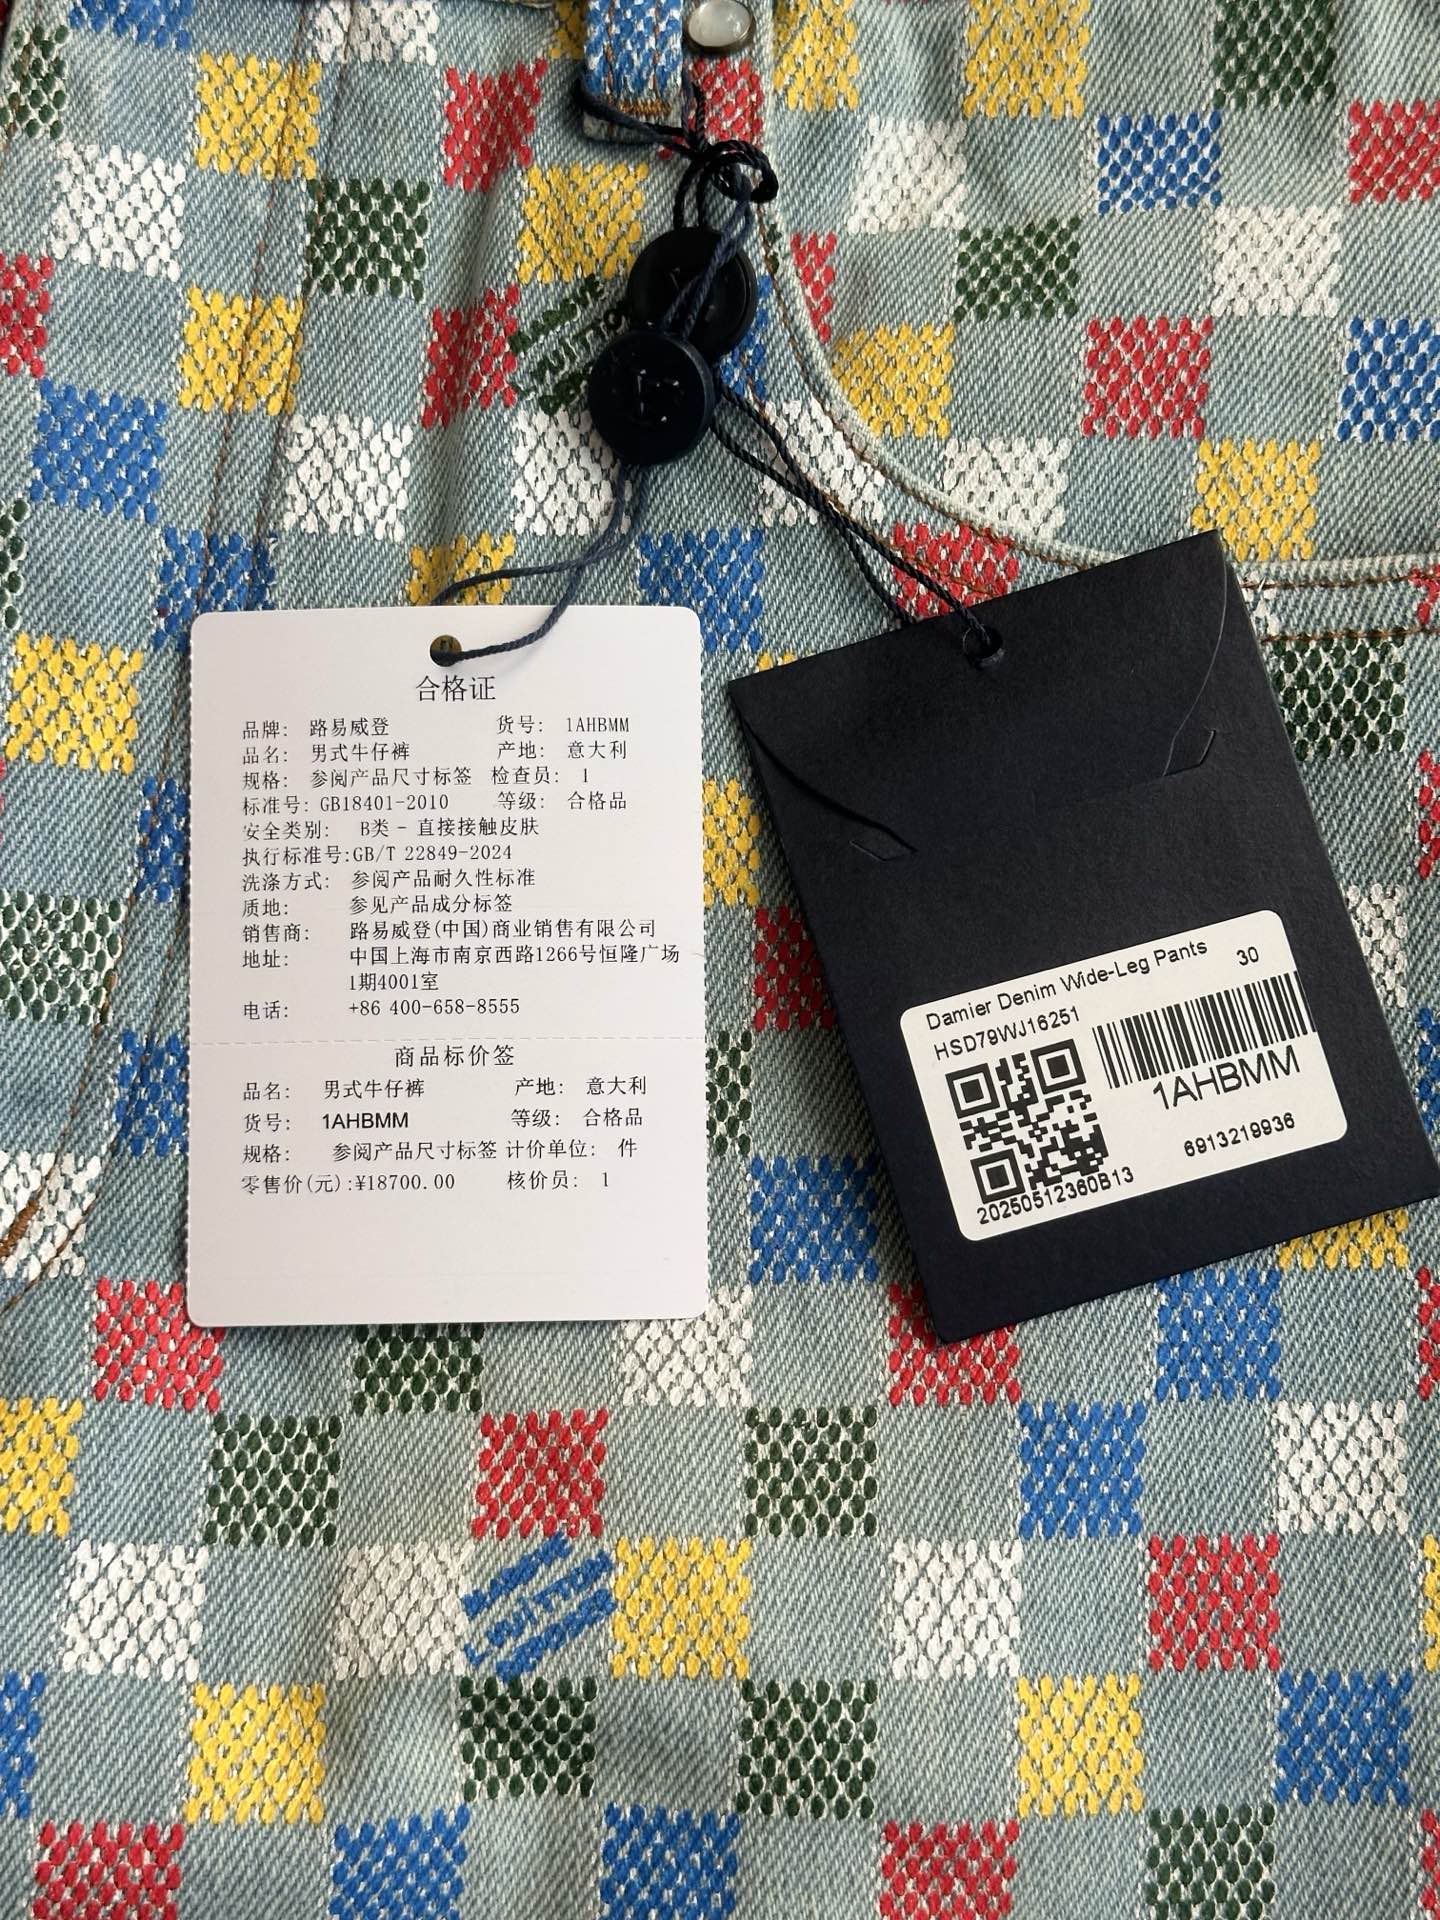 合格证
品牌: 路易威登 货号: 1AHBMM
品名: 男式牛仔裤 产地: 意大利
规格: 参阅产品尺寸标签 检查员: 1
标准号: GB18401-2010 等级: 合格品
安全类别: B类 - 直接接触皮肤
执行标准号:GB/T 22849-2024
洗涤方式: 参阅产品耐久性标准
质地: 参见产品成分标签
销售商: 路易威登(中国)商业销售有限公司
地址: 中国上海市南京西路1266号恒隆广场
1期4001室
电话: +86 400-658-8555
商品标价签
品名: 男式牛仔裤 产地: 意大利
货号: 1AHBMM 等级: 合格品
规格: 参阅产品尺寸标签 计价单位: 件
零售价(元):¥18700.00 核价员: 1
Damier Denim Wide-Leg Pants 30
HSD79WJ16251
1AHBMM
6913219936
20250512360B13